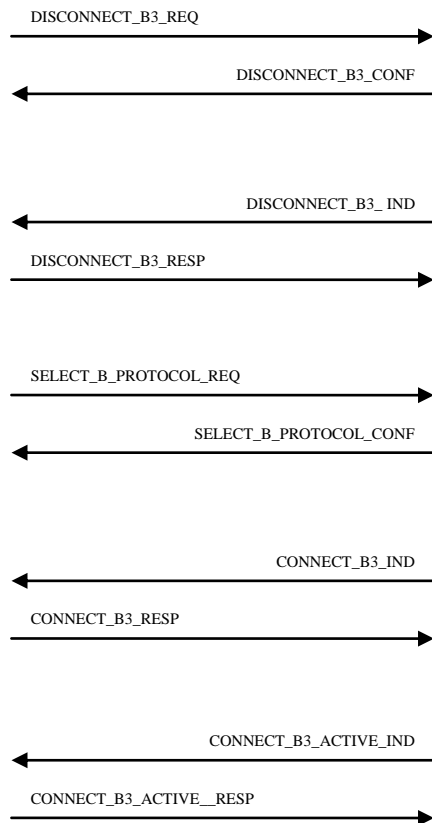 DISCONNECT_B3_REQ
DISCONNECT_B3_CONF
DISCONNECT_B3_ IND
DISCONNECT_B3_RESP
SELECT_B_PROTOCOL_REQ
SELECT_B_PROTOCOL_CONF
CONNECT_B3_IND
CONNECT_B3_RESP
CONNECT_B3_ACTIVE_IND
CONNECT_B3_ACTIVE__RESP